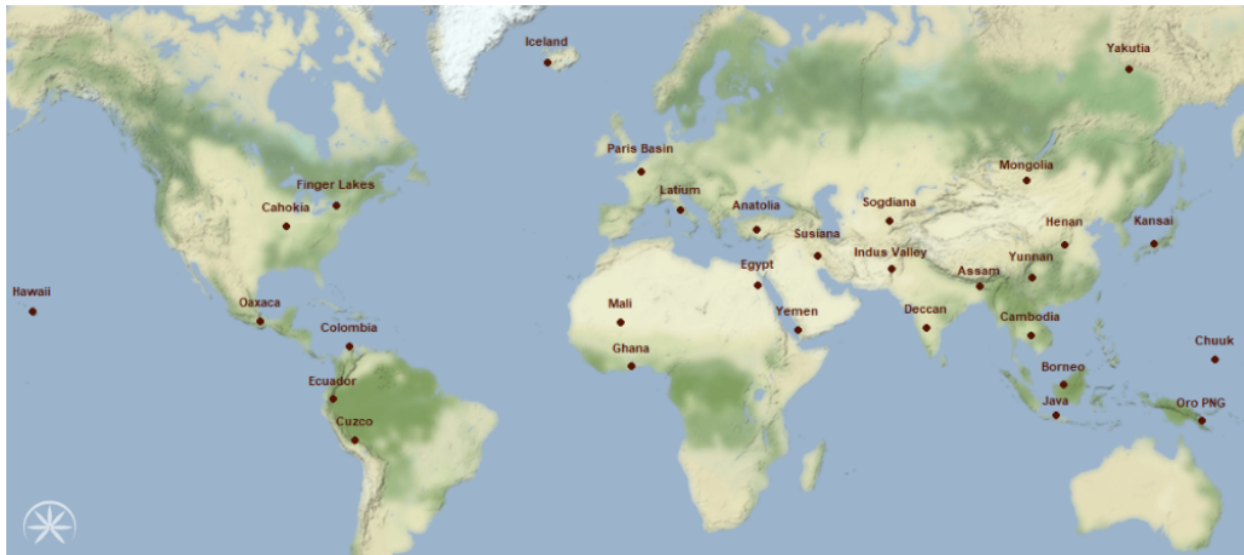 Iceland
Yakutia
Paris Basin
Mongolia
Finger Lakes
Latium
Cahokia
Anatolia
Sogdiana
Henan
Kansai
Susiana
Indus Valley
Yunnan
Egypt
Assam
Hawaii
Oaxaca
Mali
Yemen
Deccan
Cambodia
Colombia
Chuuk
Ghana
Borneo
Ecuador
Java
Oro PNG
Cuzco